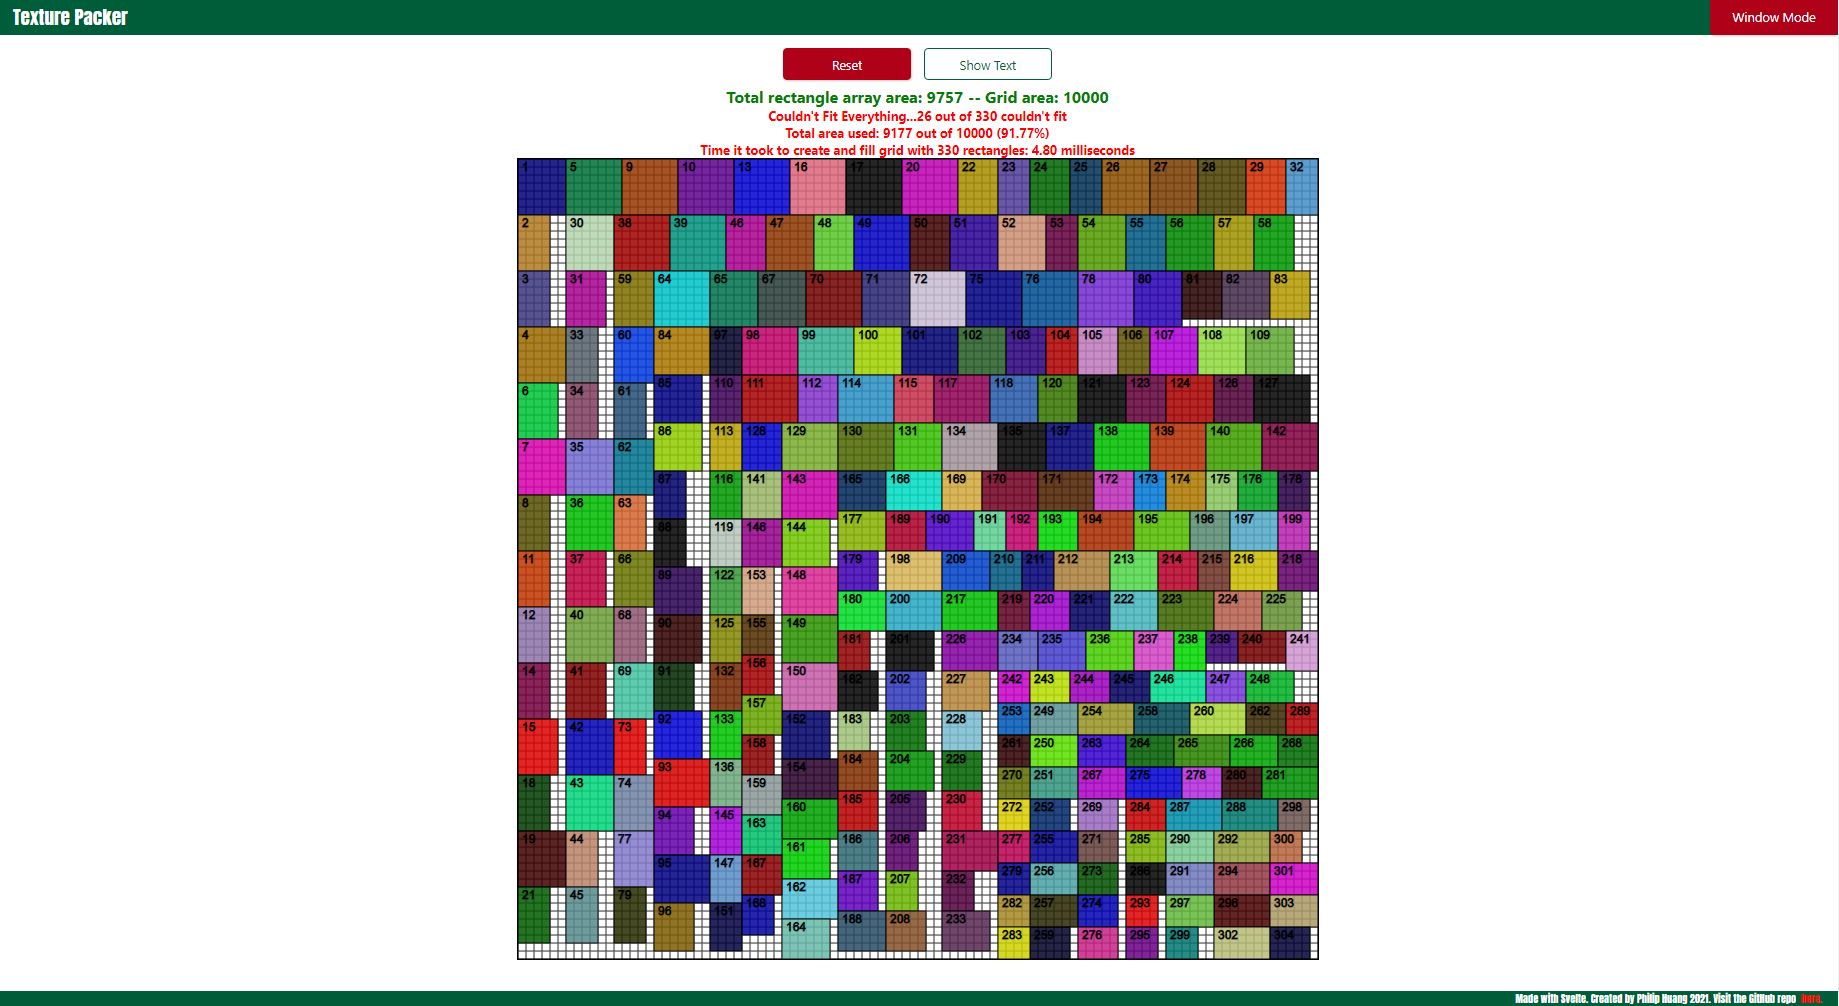 Texture Packer
Window Mode
Reset
Show Text
Total rectangle array area: 9757 -- Grid area: 10000
Couldn't Fit Everything...26 out of 330 couldn't fit
Total area used: 9177 out of 10000 (91.77%)
Time it took to create and fill grid with 330 rectangles: 4.80 milliseconds
1 5 9 10 13 16 17 20 22 23 24 25 26 27 28 29 32
2 30 38 39 46 47 48 49 50 51 52 53 54 55 56 57 58
3 31 59 64 65 67 70 71 72 75 76 78 80 81 82 83
4 33 60 84 97 98 99 100 101 102 103 104 105 106 107 108 109
6 34 61 85 110 111 112 114 115 117 118 120 121 123 124 126 127
7 35 62 86 113 128 129 130 131 134 135 137 138 139 140 142
8 36 63 87 116 141 143 165 166 169 170 171 172 173 174 175 176 178
88 119 146 144 177 189 190 191 192 193 194 195 196 197 199
11 37 66 89 122 153 148 179 198 209 210 211 212 213 214 215 216 218
12 40 68 90 125 155 149 180 200 217 219 220 221 222 223 224 225
181 201 226 234 235 236 237 238 239 240 241
14 41 69 91 132 156 150 182 202 227 242 243 244 245 246 247 248
15 42 73 92 133 157 152 183 203 228 253 249 254 258 260 262 289
158 261 250 263 264 265 266 268
18 43 74 93 136 159 154 184 204 229 270 251 267 275 278 280 281
94 145 163 160 185 205 230 272 252 269 284 287 288 298
19 44 77 95 147 167 161 186 206 231 277 255 271 285 290 292 300
162 187 207 232 279 256 273 286 291 294 301
21 45 79 96 151 168 164 188 208 233 282 257 274 293 297 296 303
283 259 276 295 299 302 304
Made with Svelte. Created by Philip Huang 2021. Visit the GitHub repo here.